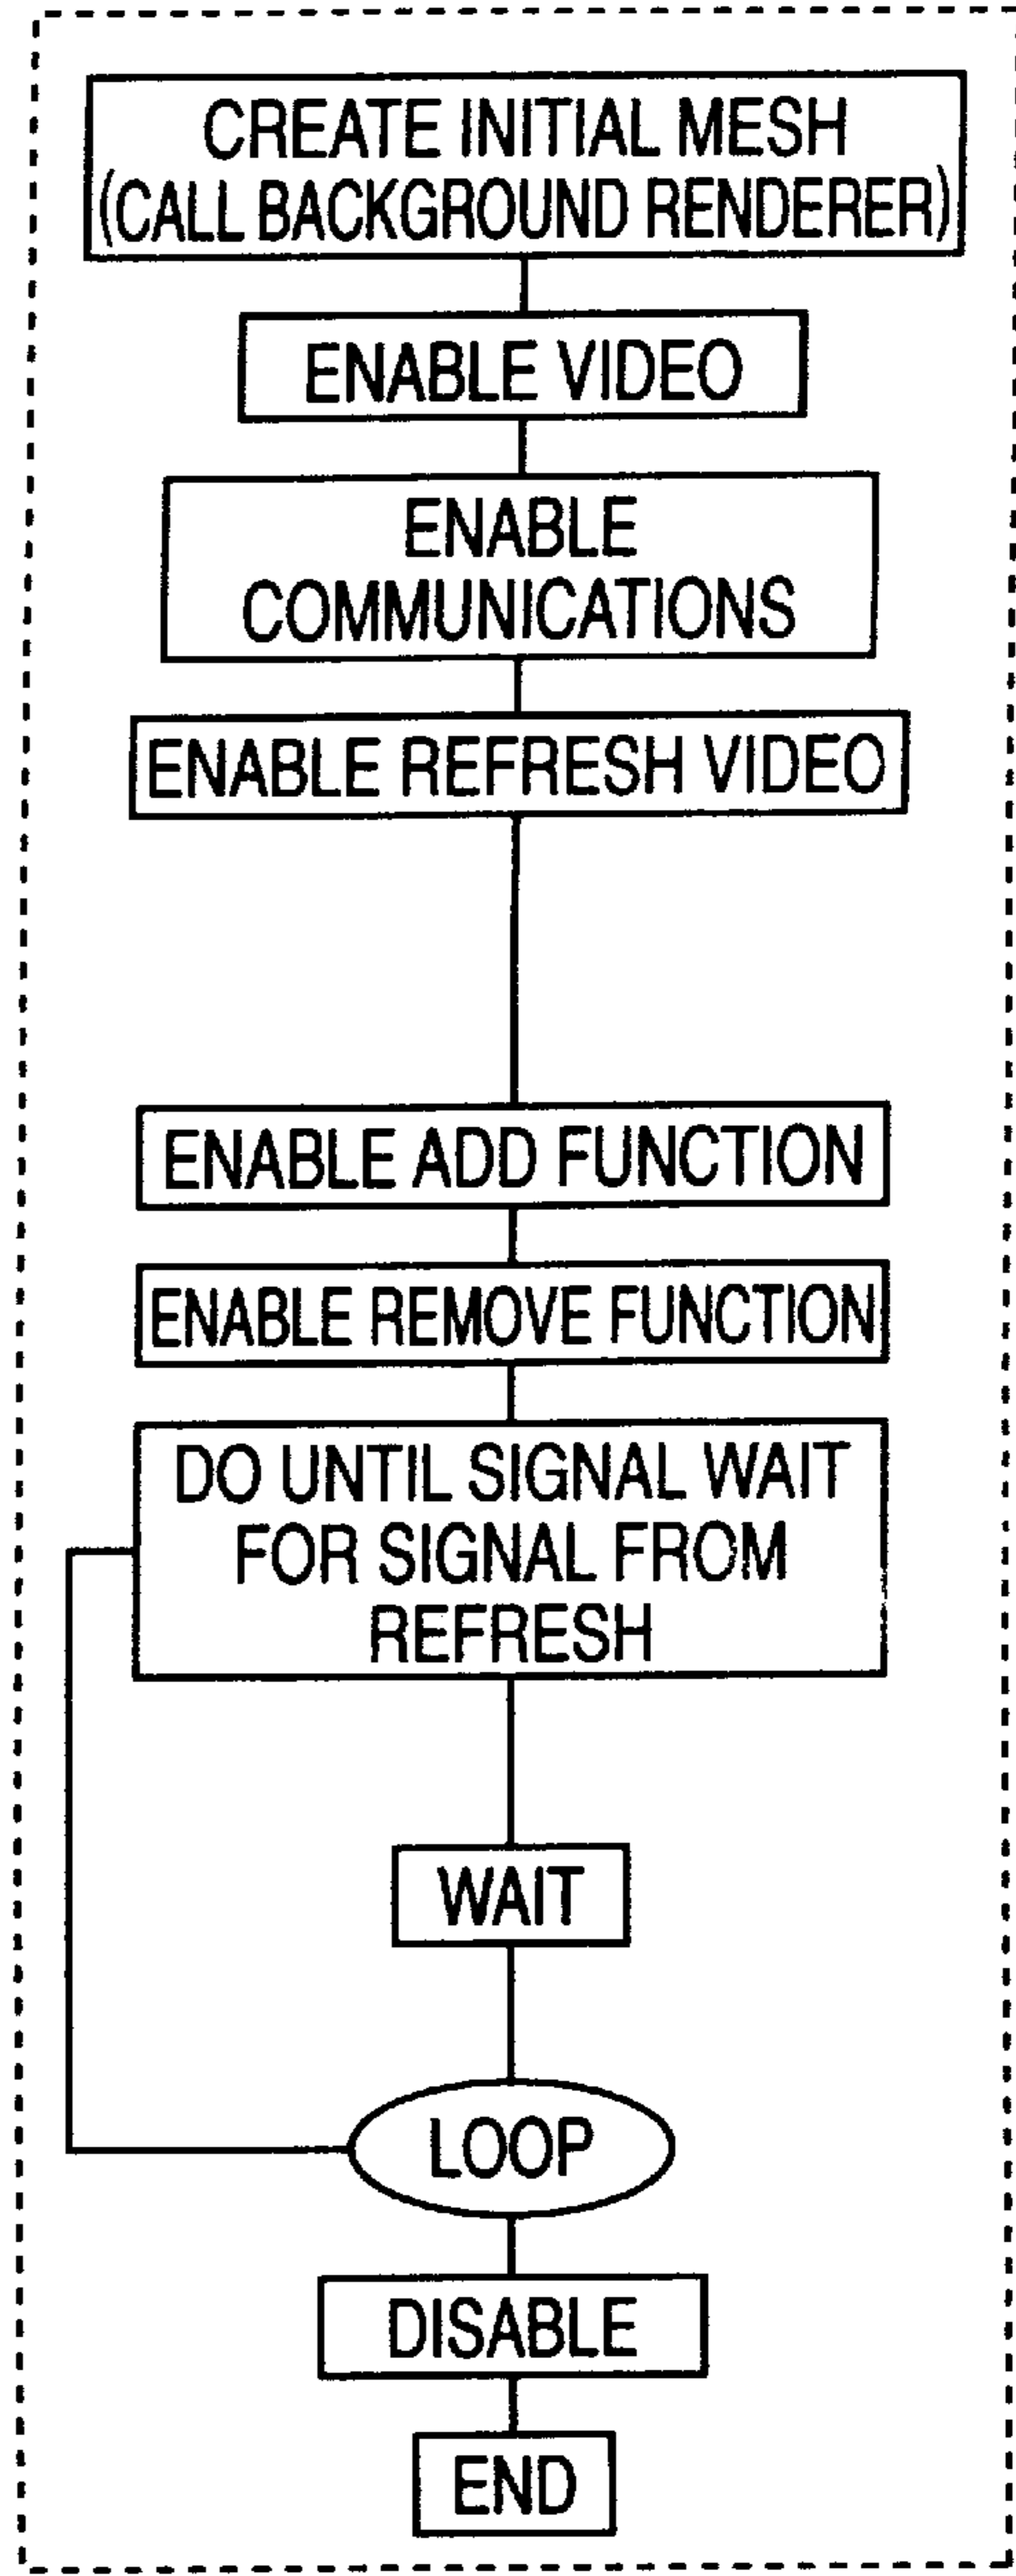 CREATE INITIAL MESH
(CALL BACKGROUND RENDERER)
ENABLE VIDEO
ENABLE
COMMUNICATIONS
ENABLE REFRESH VIDEO
ENABLE ADD FUNCTION
ENABLE REMOVE FUNCTION
DO UNTIL SIGNAL WAIT
FOR SIGNAL FROM
REFRESH
WAIT
LOOP
DISABLE
END